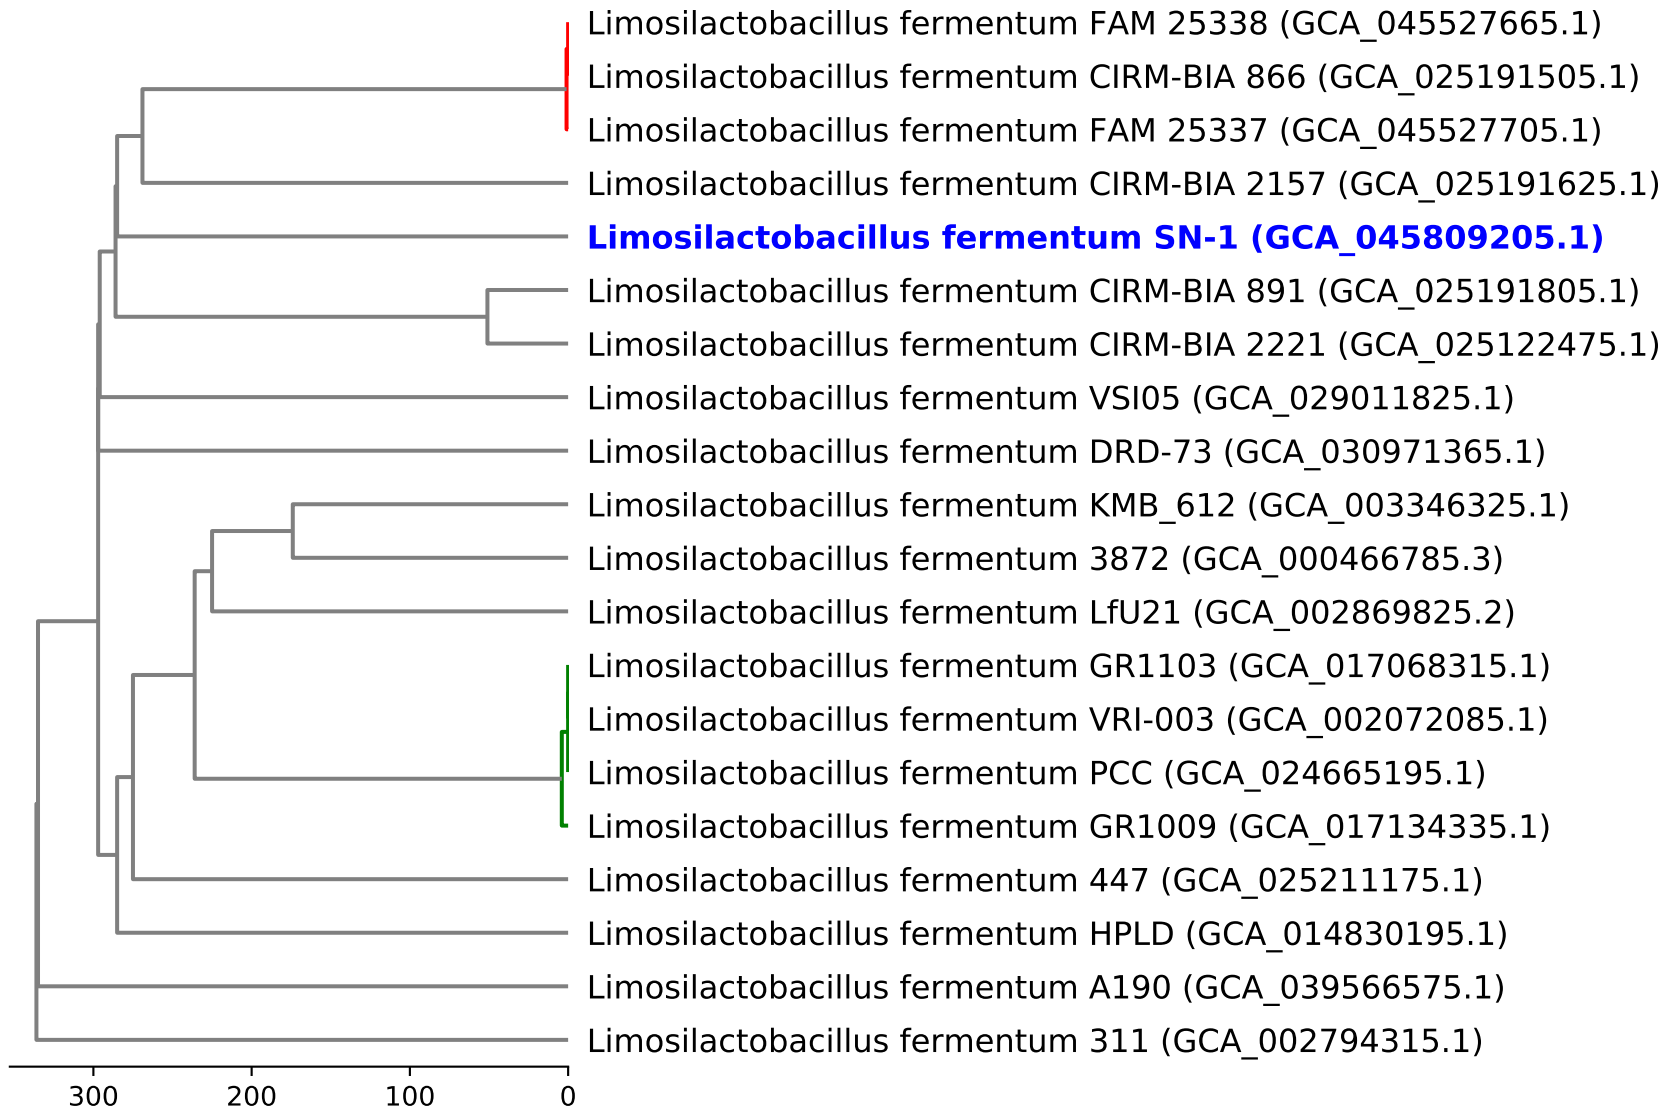 Limosilactobacillus fermentum FAM 25338 (GCA_045527665.1)
Limosilactobacillus fermentum CIRM-BIA 866 (GCA_025191505.1)
Limosilactobacillus fermentum FAM 25337 (GCA_045527705.1)
Limosilactobacillus fermentum CIRM-BIA 2157 (GCA_025191625.1)
Limosilactobacillus fermentum SN-1 (GCA_045809205.1)
Limosilactobacillus fermentum CIRM-BIA 891 (GCA_025191805.1)
Limosilactobacillus fermentum CIRM-BIA 2221 (GCA_025122475.1)
Limosilactobacillus fermentum VSI05 (GCA_029011825.1)
Limosilactobacillus fermentum DRD-73 (GCA_030971365.1)
Limosilactobacillus fermentum KMB_612 (GCA_003346325.1)
Limosilactobacillus fermentum 3872 (GCA_000466785.3)
Limosilactobacillus fermentum LfU21 (GCA_002869825.2)
Limosilactobacillus fermentum GR1103 (GCA_017068315.1)
Limosilactobacillus fermentum VRI-003 (GCA_002072085.1)
Limosilactobacillus fermentum PCC (GCA_024665195.1)
Limosilactobacillus fermentum GR1009 (GCA_017134335.1)
Limosilactobacillus fermentum 447 (GCA_025211175.1)
Limosilactobacillus fermentum HPLD (GCA_014830195.1)
Limosilactobacillus fermentum A190 (GCA_039566575.1)
Limosilactobacillus fermentum 311 (GCA_002794315.1)
300 200 100 0